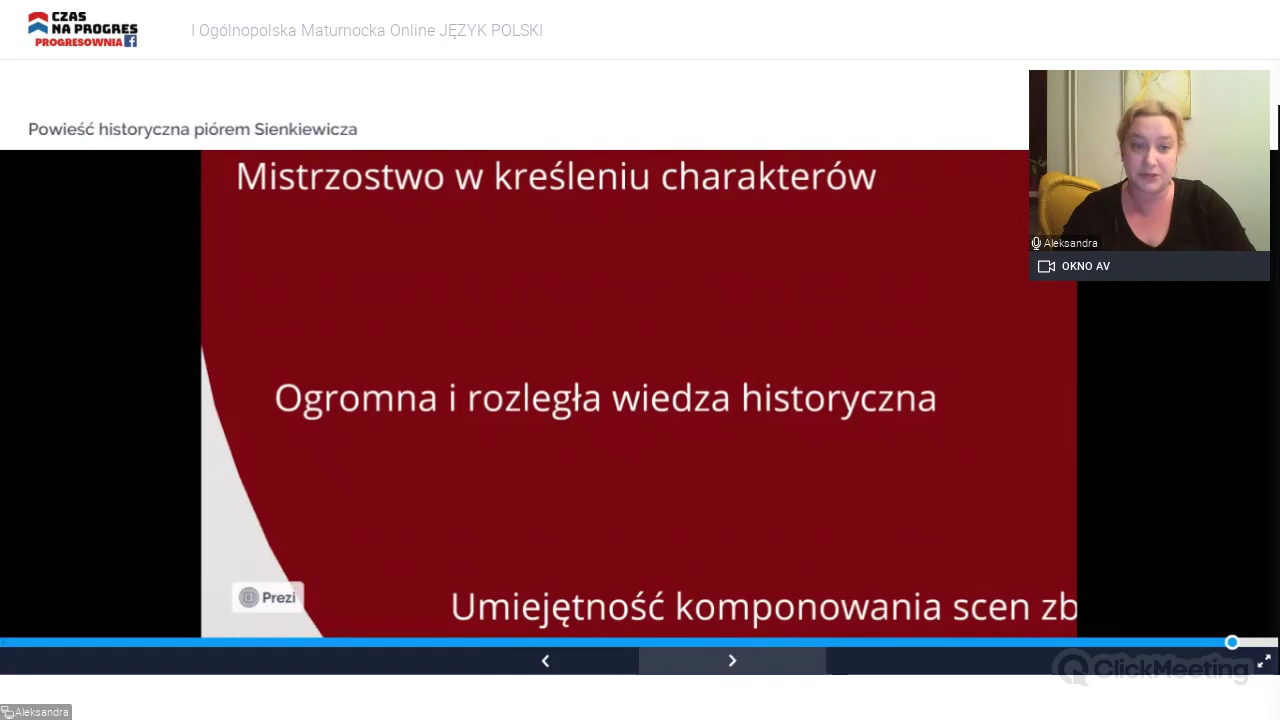 CZAS
NA PROGRES
PROGRESOWNIA
I Ogólnopolska Maturnocka Online JĘZYK POLSKI
Powieść historyczna piórem Sienkiewicza
Mistrzostwo w kreśleniu charakterów
Aleksandra
OKNO AV
Ogromna i rozległa wiedza historyczna
Prezi
Umiejętność komponowania scen zb
ClickMeeting
Aleksandra